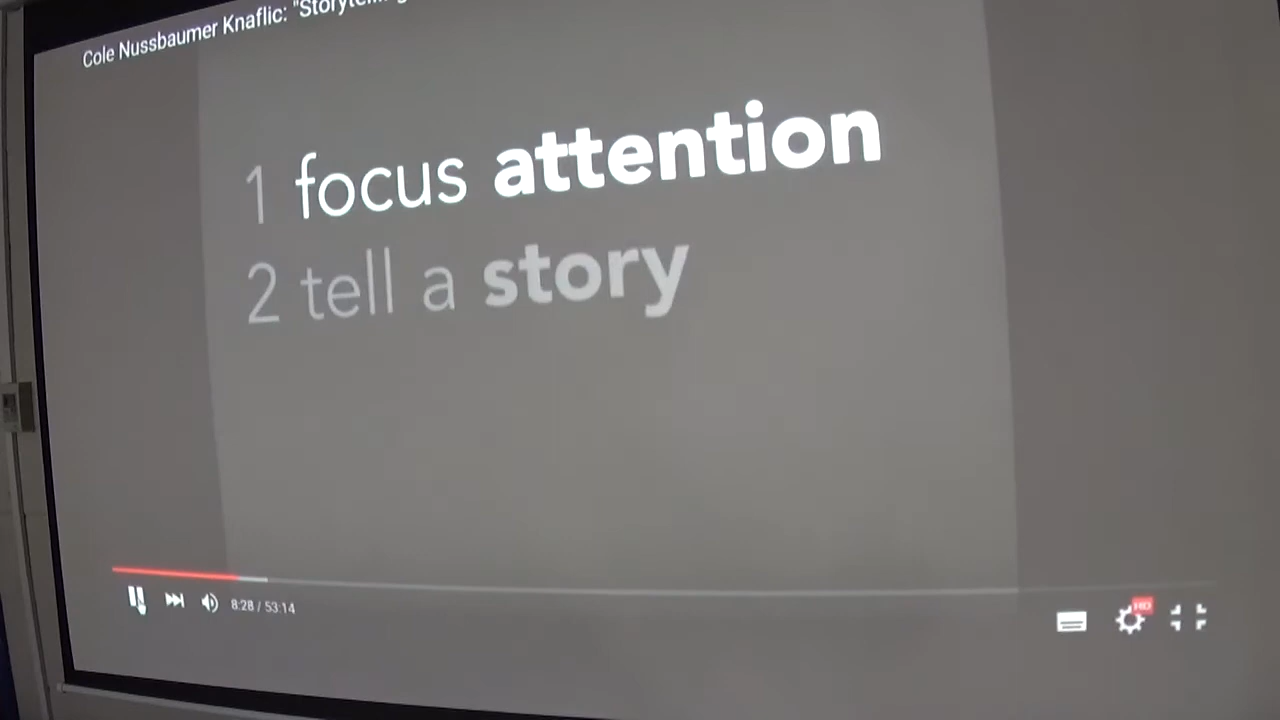 Cole Nussbaumer Knaflic: "Storytelling
1 focus attention
2 tell a story
8:28 / 53:14
HD